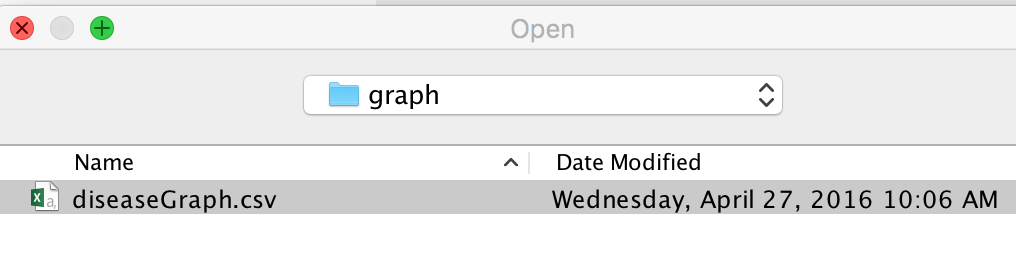 Open
graph
Name Date Modified
a,
diseaseGraph.csv Wednesday, April 27, 2016 10:06 AM